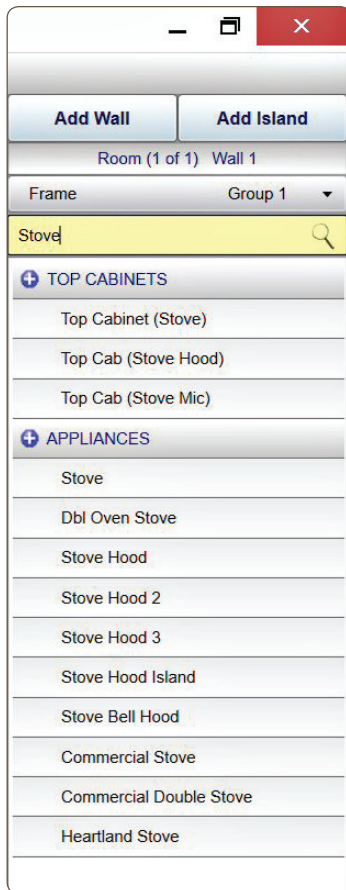 Add Wall Add Island
Room (1 of 1) Wall 1
Frame Group 1
Stove
TOP CABINETS
Top Cabinet (Stove)
Top Cab (Stove Hood)
Top Cab (Stove Mic)
APPLIANCES
Stove
Dbl Oven Stove
Stove Hood
Stove Hood 2
Stove Hood 3
Stove Hood Island
Stove Bell Hood
Commercial Stove
Commercial Double Stove
Heartland Stove